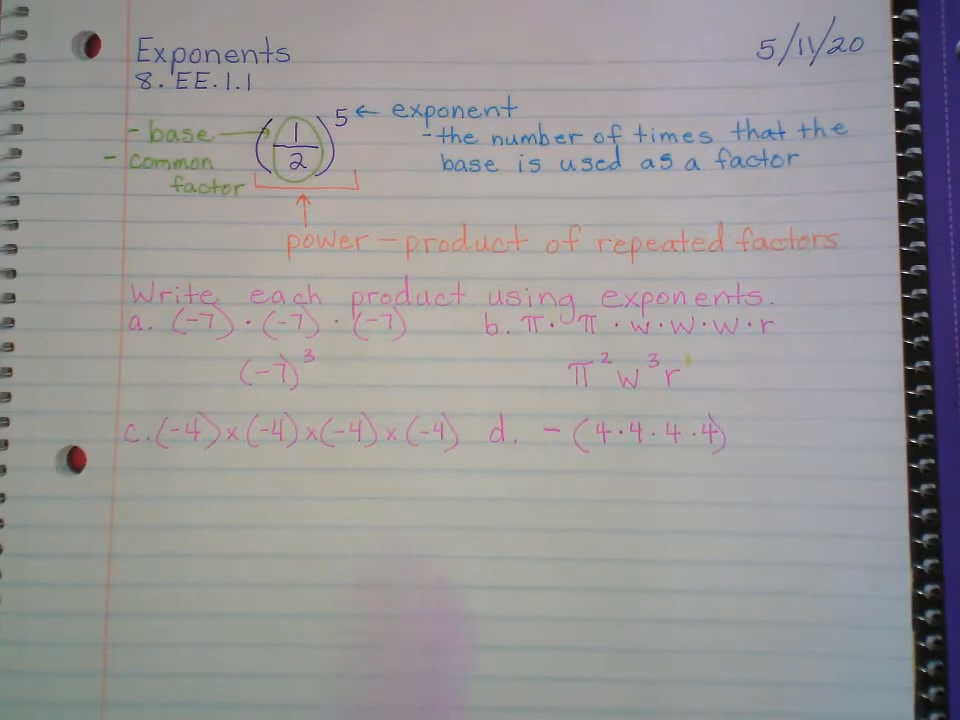 Exponents 5/11/20
8.EE.1.1
(1/2)⁵ ← exponent
- base - the number of times that the
- common base is used as a factor
factor
power - product of repeated factors
Write each product using exponents.
a. (-7) · (-7) · (-7) b. π · π · w · w · w · r
(-7)³ π²w³r¹
c. (-4) × (-4) × (-4) × (-4) d. - (4 · 4 · 4 · 4)